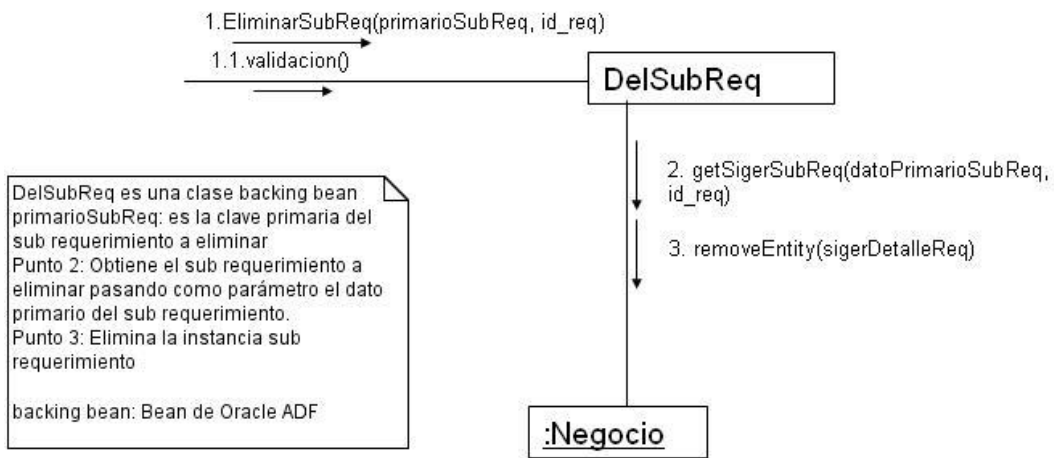 1.EliminarSubReq(primarioSubReq, id_req)
1.1.validacion()
DelSubReq
2. getSigerSubReq(datoPrimarioSubReq,
id_req)
3. removeEntity(sigerDetalleReq)
DelSubReq es una clase backing bean
primarioSubReq: es la clave primaria del
sub requerimiento a eliminar
Punto 2: Obtiene el sub requerimiento a
eliminar pasando como parámetro el dato
primario del sub requerimiento.
Punto 3: Elimina la instancia sub
requerimiento
backing bean: Bean de Oracle ADF
:Negocio